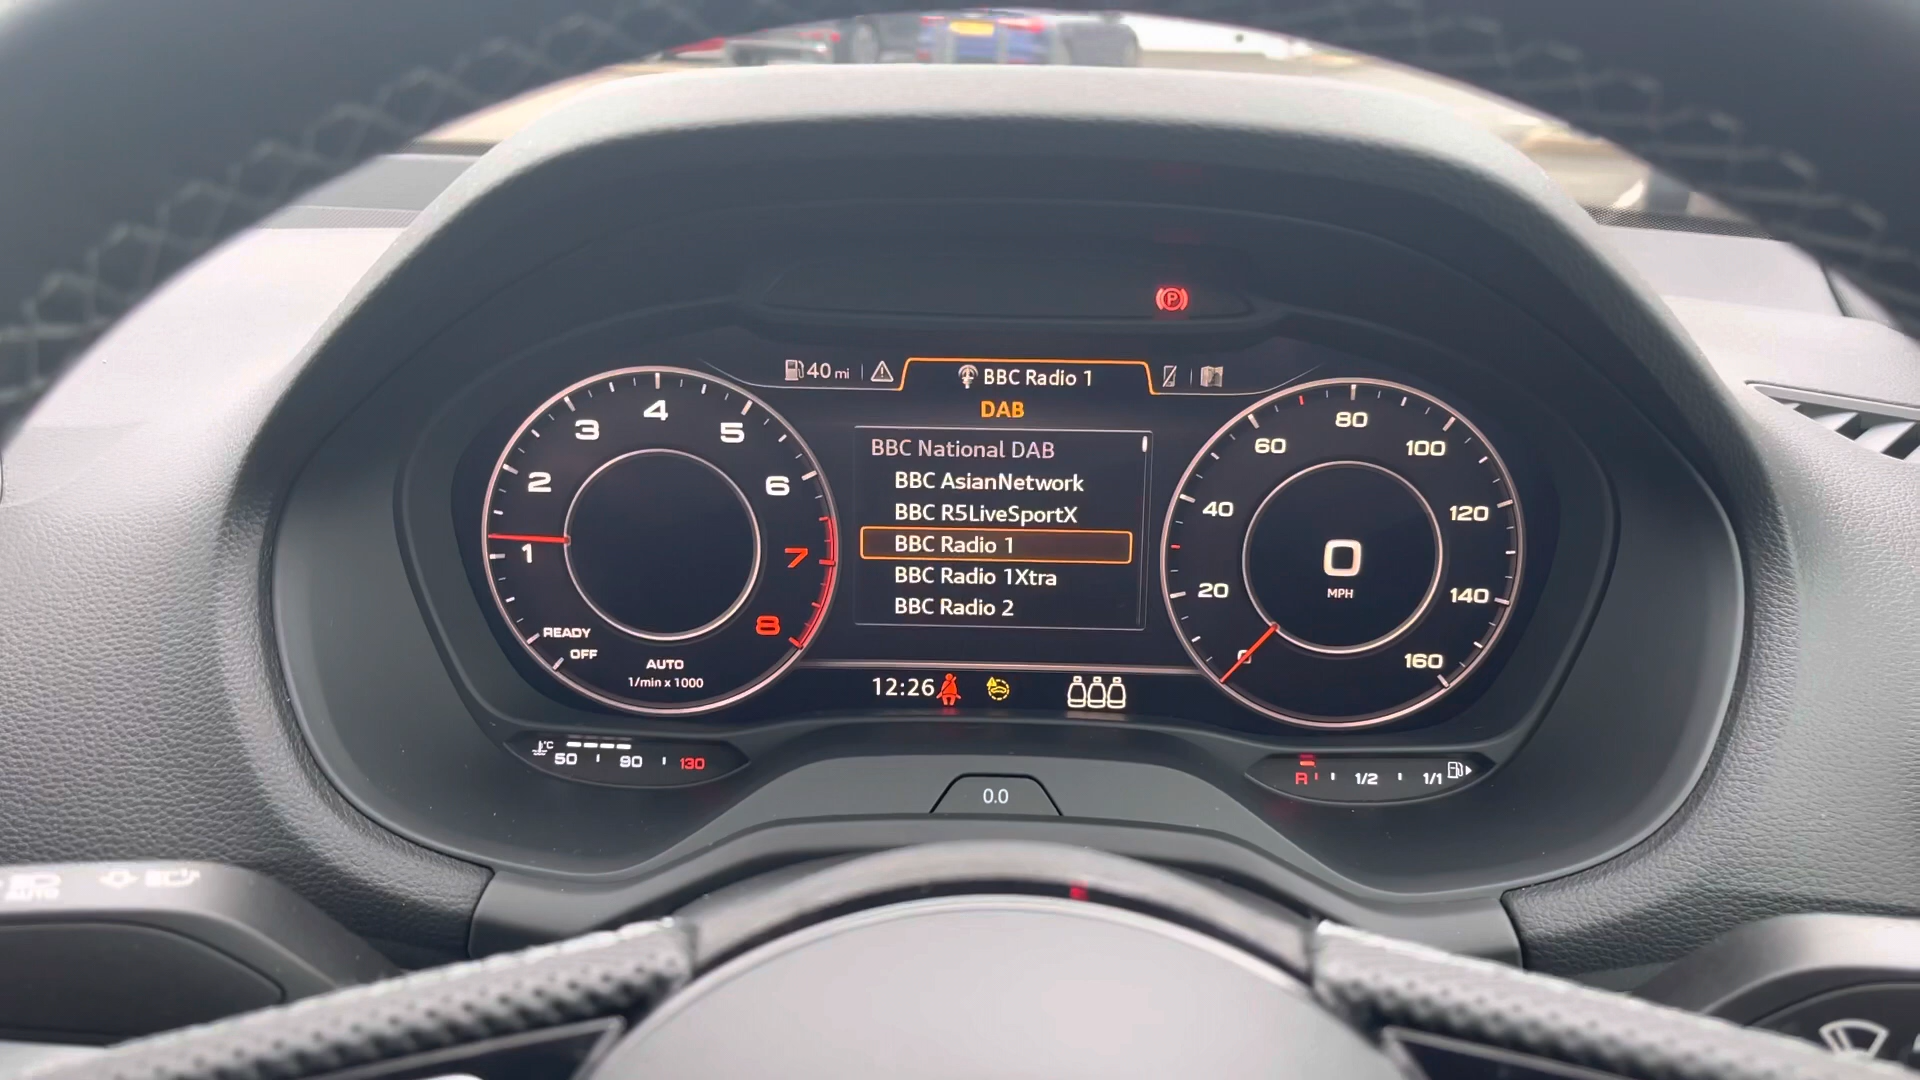 40 mi
BBC Radio 1
DAB
BBC National DAB
BBC AsianNetwork
BBC R5LiveSportX
BBC Radio 1
BBC Radio 1Xtra
BBC Radio 2
1
2
3
4
5
6
7
8
READY
OFF
AUTO
1/min x 1000
0
20
40
60
80
100
120
140
160
0
MPH
12:26
°C
50
90
130
0.0
R
1/2
1/1
P
AUTO